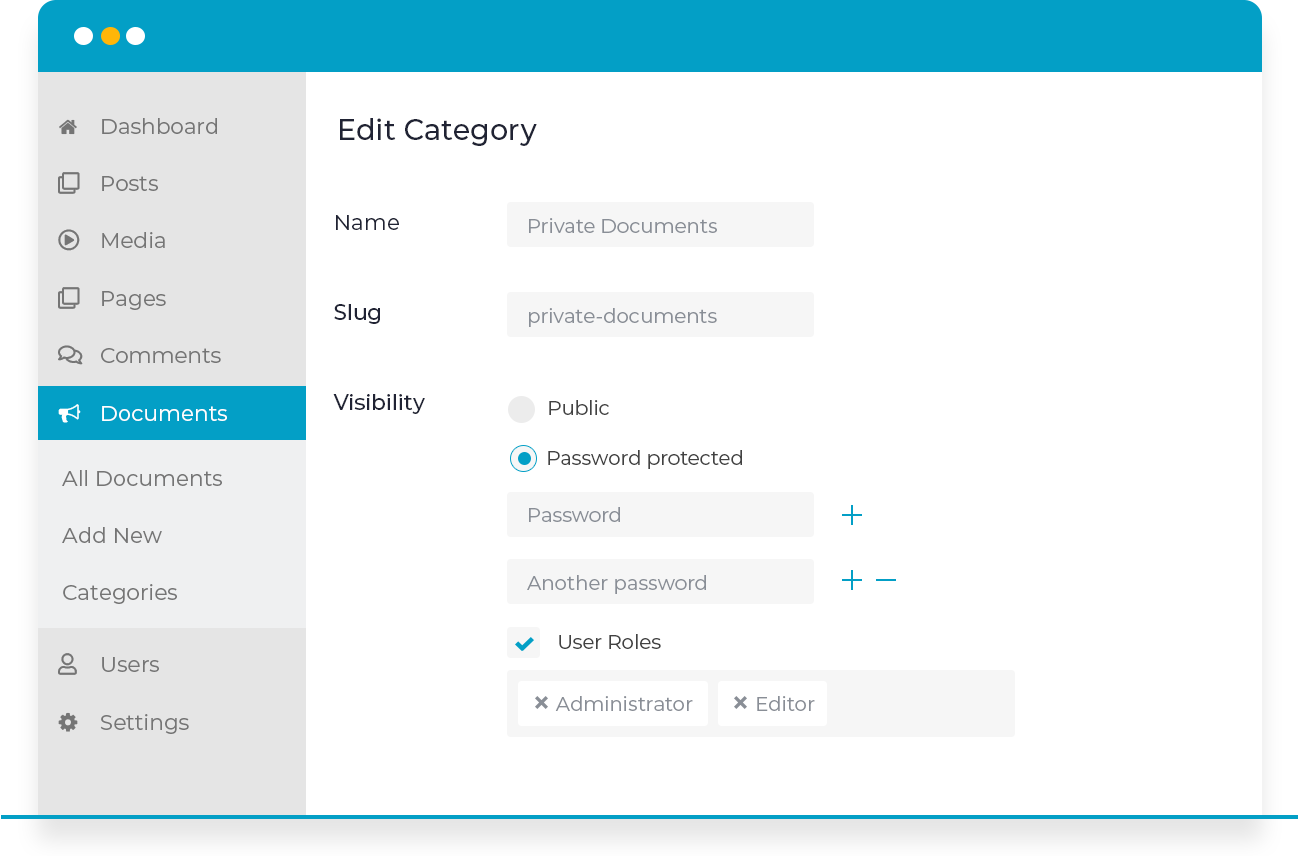 Dashboard
Posts
Media
Pages
Comments
Documents
All Documents
Add New
Categories
Users
Settings
Edit Category
Name
Private Documents
Slug
private-documents
Visibility
Public
Password protected
Password
Another password
User Roles
Administrator
Editor